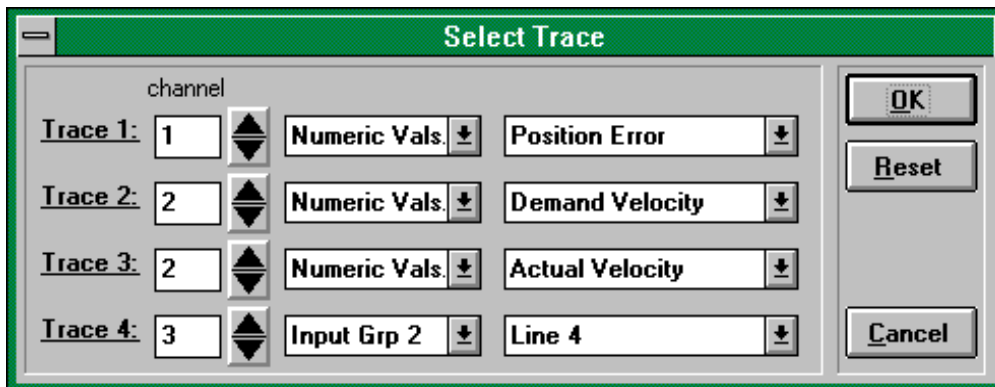 Select Trace
channel
Trace 1: 1 Numeric Vals. Position Error
Trace 2: 2 Numeric Vals. Demand Velocity
Trace 3: 2 Numeric Vals. Actual Velocity
Trace 4: 3 Input Grp 2 Line 4
OK
Reset
Cancel